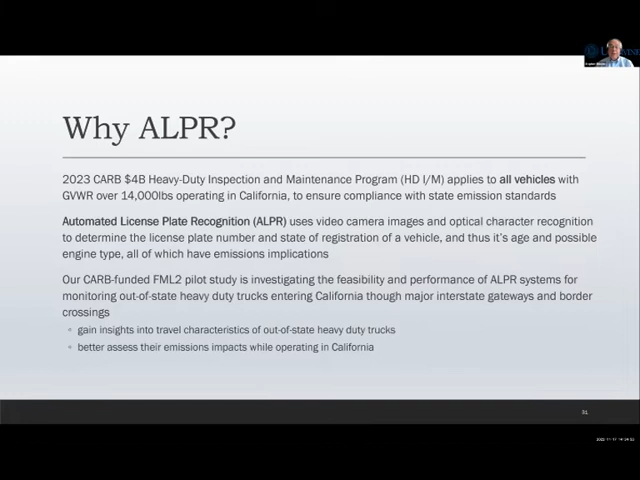 Why ALPR?
2023 CARB $4B Heavy-Duty Inspection and Maintenance Program (HD I/M) applies to all vehicles with
GVWR over 14,000lbs operating in California, to ensure compliance with state emission standards
Automated License Plate Recognition (ALPR) uses video camera images and optical character recognition
to determine the license plate number and state of registration of a vehicle, and thus it's age and possible
engine type, all of which have emissions implications
Our CARB-funded FML2 pilot study is investigating the feasibility and performance of ALPR systems for
monitoring out-of-state heavy duty trucks entering California though major interstate gateways and border
crossings
gain insights into travel characteristics of out-of-state heavy duty trucks
better assess their emissions impacts while operating in California
31